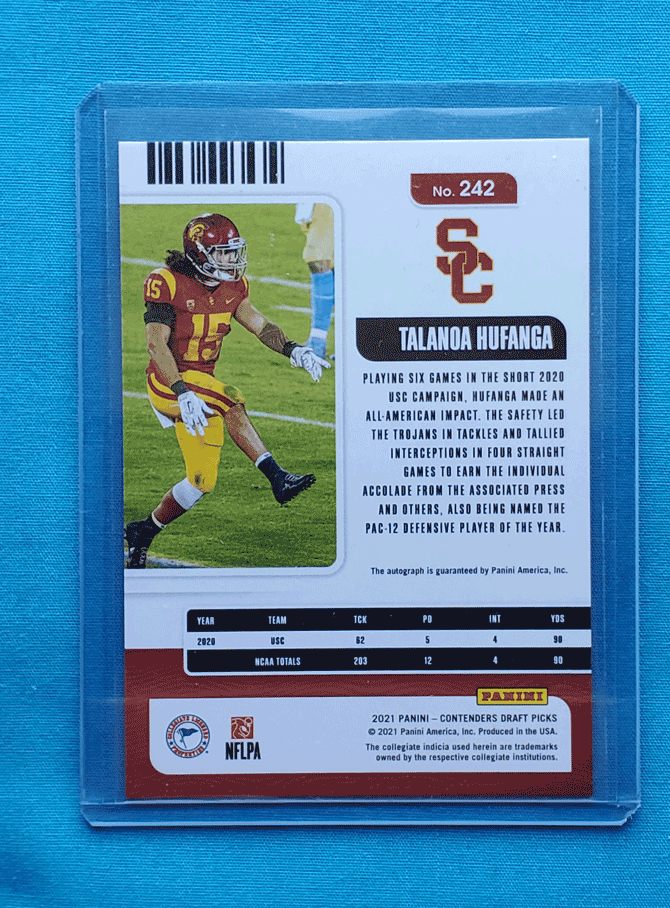 No. 242
SC
15
15
TALANOA HUFANGA
PLAYING SIX GAMES IN THE SHORT 2020
USC CAMPAIGN, HUFANGA MADE AN
ALL-AMERICAN IMPACT. THE SAFETY LED
THE TROJANS IN TACKLES AND TALLIED
INTERCEPTIONS IN FOUR STRAIGHT
GAMES TO EARN THE INDIVIDUAL
ACCOLADE FROM THE ASSOCIATED PRESS
AND OTHERS, ALSO BEING NAMED THE
PAC-12 DEFENSIVE PLAYER OF THE YEAR.
The autograph is guaranteed by Panini America, Inc.
YEAR TEAM TCK PD INT YDS
2020 USC 62 5 4 90
NCAA TOTALS 203 12 4 90
PANINI
2021 PANINI – CONTENDERS DRAFT PICKS
© 2021 Panini America, Inc. Produced in the USA.
The collegiate indicia used herein are trademarks
owned by the respective collegiate institutions.
COLLEGIATE LICENSED
PROPERTIES
NFLPA